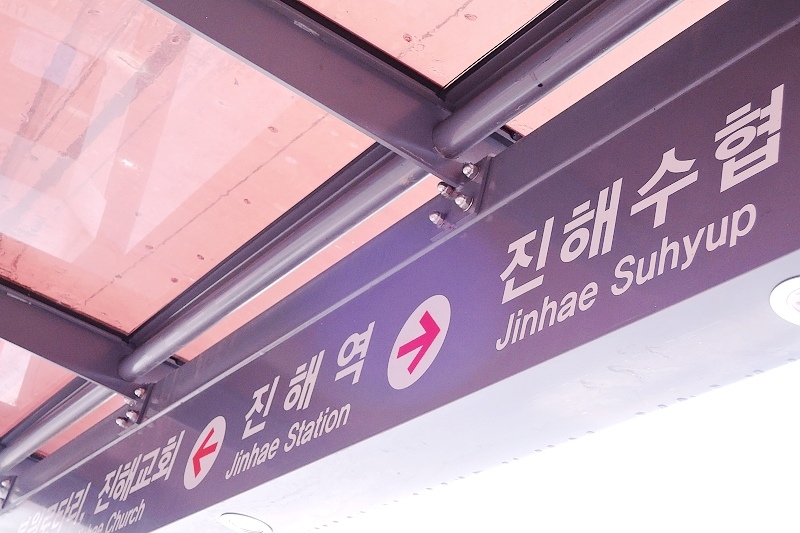 진해수협
Jinhae Suhyup
진해역
Jinhae Station
진해교회
Church